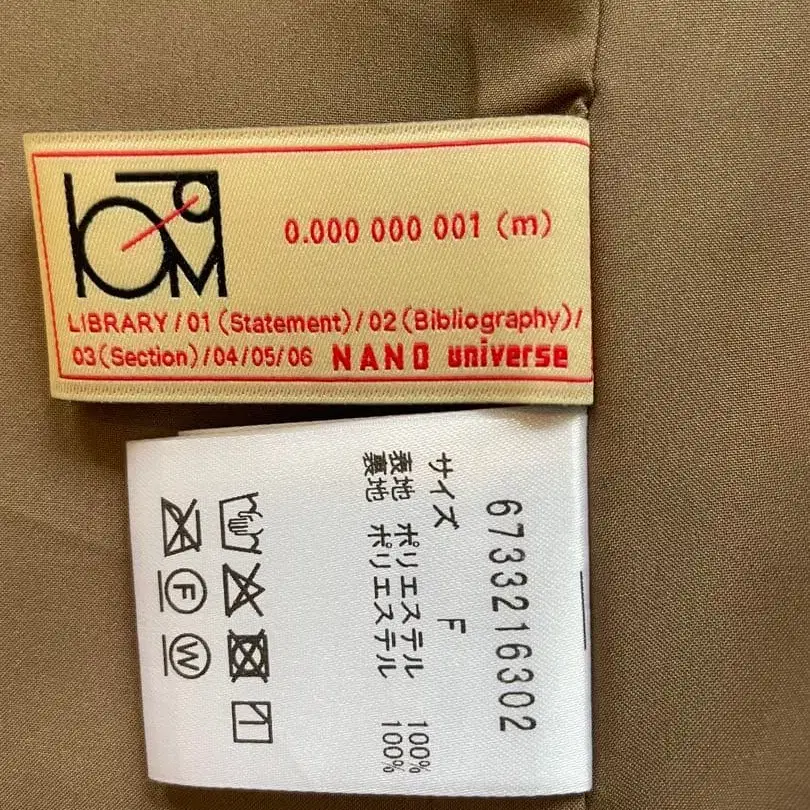 0.000 000 001 (m)
LIBRARY/01 (Statement)/02 (Bibliography)/
03 (Section)/04/05/06 NANO universe
6733216302
サイズ F
表地 ポリエステル 100%
裏地 ポリエステル 100%
F
W